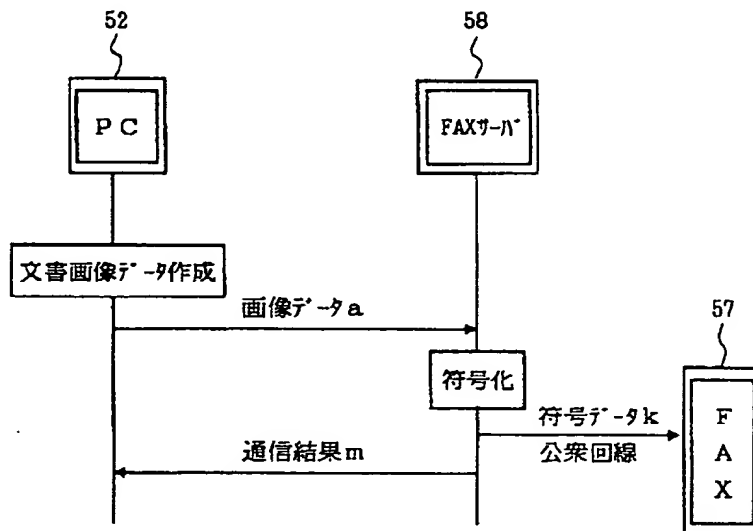 52
58
PC
FAXサーバ
文書画像データ作成
画像データa
57
符号化
符号データk
公衆回線
通信結果m
F
A
X